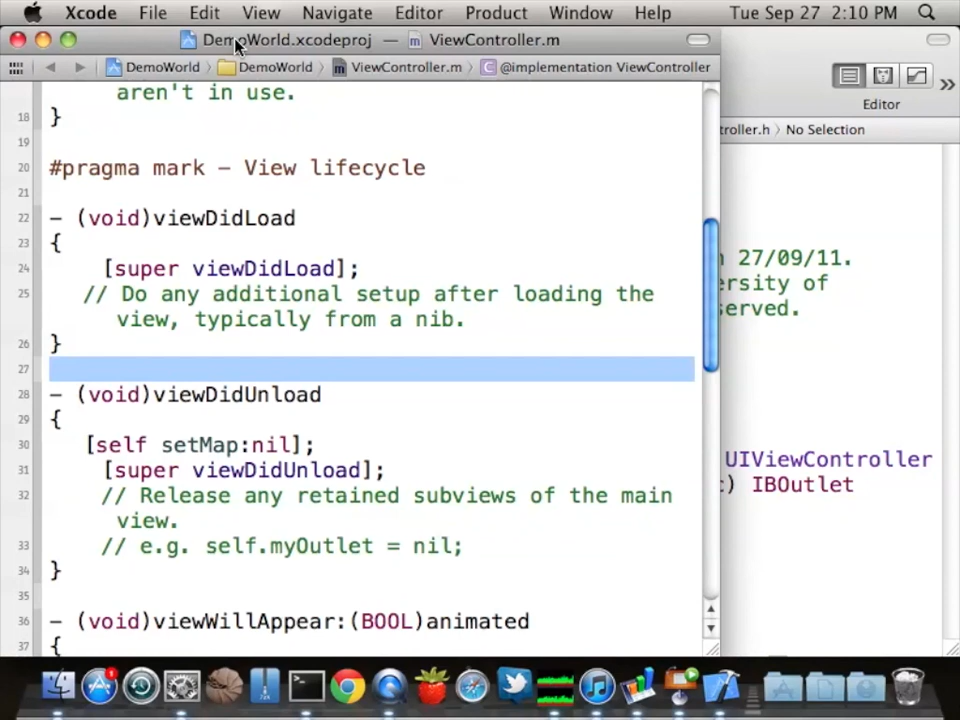 Xcode File Edit View Navigate Editor Product Window Help Tue Sep 27 2:10 PM
DemoWorld.xcodeproj — ViewController.m
DemoWorld DemoWorld ViewController.m @implementation ViewController
aren't in use.
18 }
19
20 #pragma mark - View lifecycle
21
22 - (void)viewDidLoad
23 {
24 [super viewDidLoad];
25 // Do any additional setup after loading the
view, typically from a nib.
26 }
27
28 - (void)viewDidUnload
29 {
30 [self setMap:nil];
31 [super viewDidUnload];
32 // Release any retained subviews of the main
view.
33 // e.g. self.myOutlet = nil;
34 }
35
36 - (void)viewWillAppear:(BOOL)animated
37 {
Editor
troller.h No Selection
27/09/11.
ersity of
served.
UIViewController
) IBOutlet